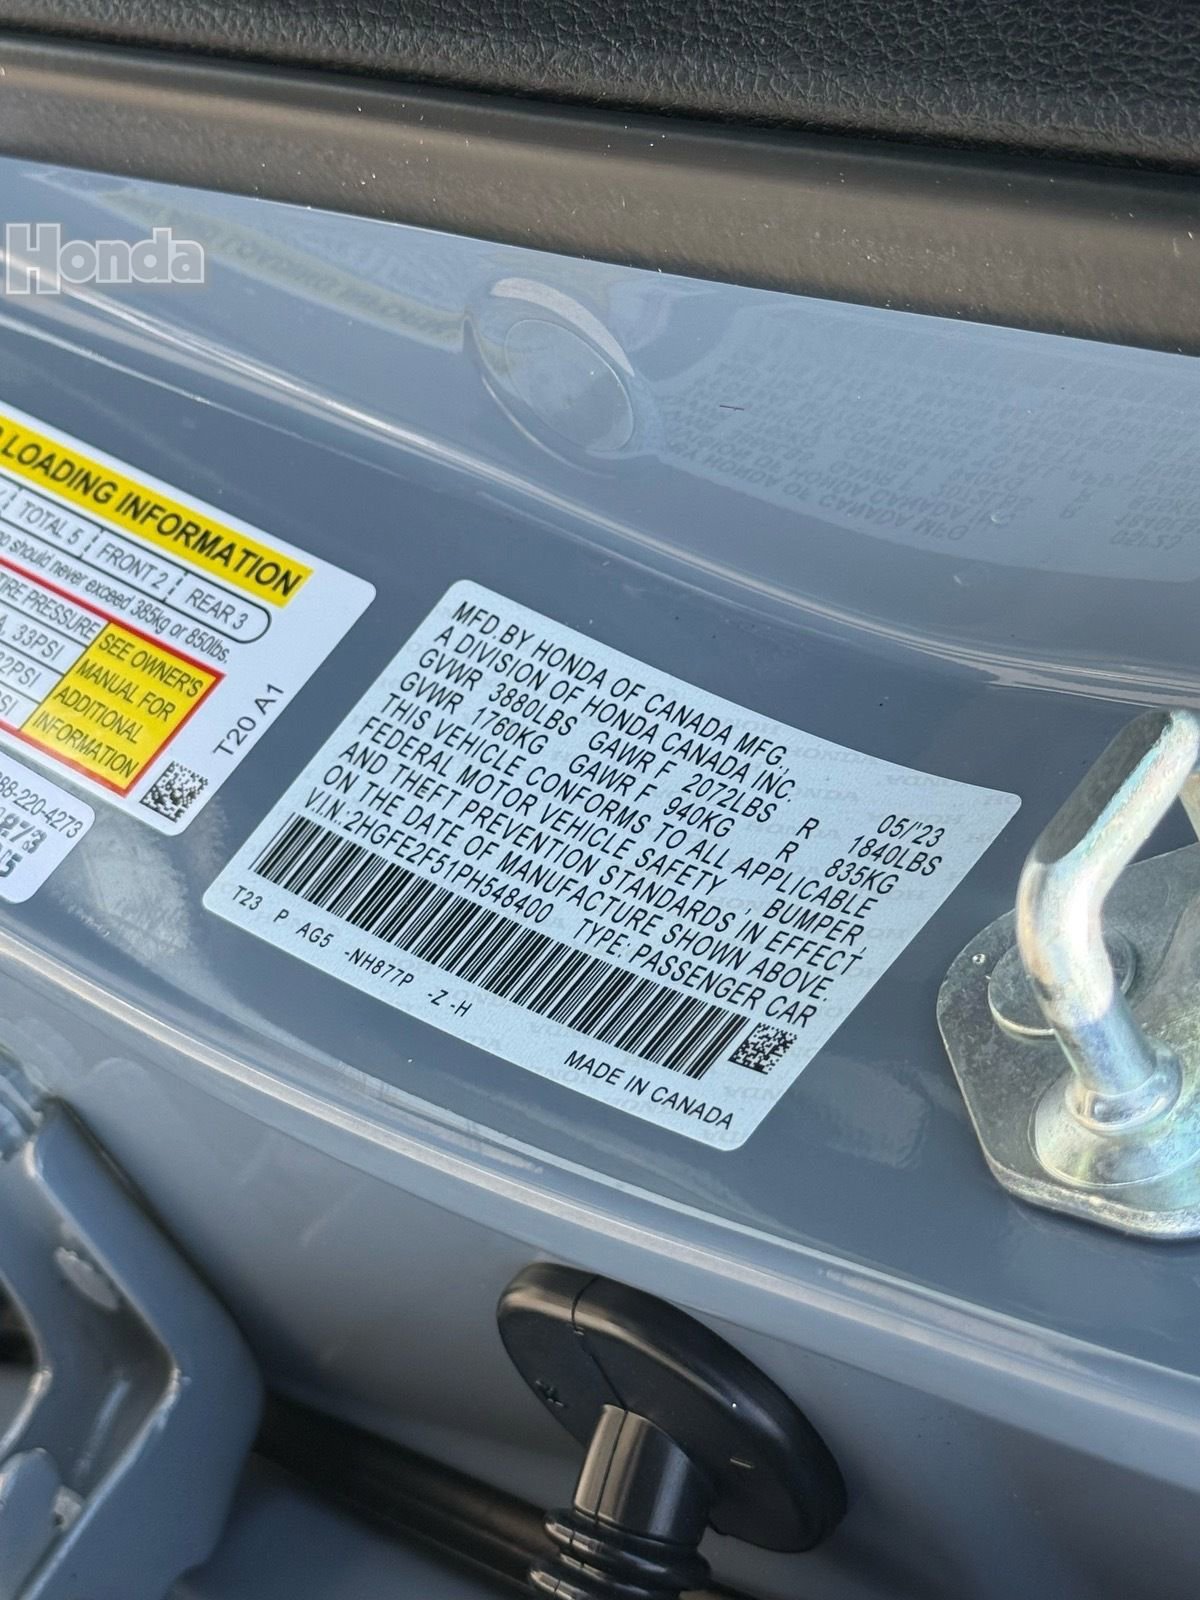 Honda
LOADING INFORMATION
TOTAL 5 | FRONT 2 | REAR 3
should never exceed 385kg or 850lbs.
TIRE PRESSURE
33PSI
SEE OWNER'S
MANUAL FOR
ADDITIONAL
INFORMATION
T20 A1
MFD.BY HONDA OF CANADA MFG.,
A DIVISION OF HONDA CANADA INC. 05/'23
GVWR 3880LBS GAWR F 2072LBS R 1840LBS
GVWR 1760KG GAWR F 940KG R 835KG
THIS VEHICLE CONFORMS TO ALL APPLICABLE
FEDERAL MOTOR VEHICLE SAFETY, BUMPER,
AND THEFT PREVENTION STANDARDS IN EFFECT
ON THE DATE OF MANUFACTURE SHOWN ABOVE.
V.I.N.:2HGFE2F51PH548400 TYPE: PASSENGER CAR
T23 P AG5 -NH877P -Z -H
MADE IN CANADA